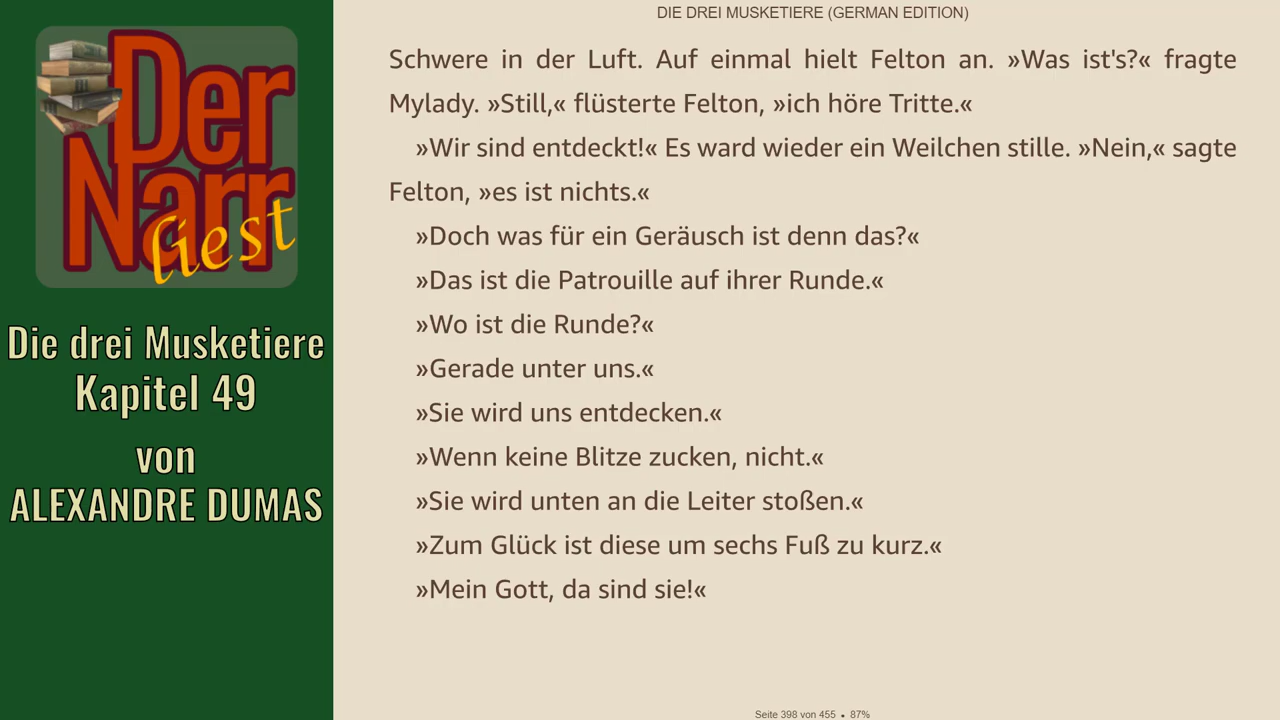 Der
Narr
liest
Die drei Musketiere
Kapitel 49
von
ALEXANDRE DUMAS
DIE DREI MUSKETIERE (GERMAN EDITION)
Schwere in der Luft. Auf einmal hielt Felton an. »Was ist's?« fragte
Mylady. »Still,« flüsterte Felton, »ich höre Tritte.«
»Wir sind entdeckt!« Es ward wieder ein Weilchen stille. »Nein,« sagte
Felton, »es ist nichts.«
»Doch was für ein Geräusch ist denn das?«
»Das ist die Patrouille auf ihrer Runde.«
»Wo ist die Runde?«
»Gerade unter uns.«
»Sie wird uns entdecken.«
»Wenn keine Blitze zucken, nicht.«
»Sie wird unten an die Leiter stoßen.«
»Zum Glück ist diese um sechs Fuß zu kurz.«
»Mein Gott, da sind sie!«
Seite 398 von 455 • 87%